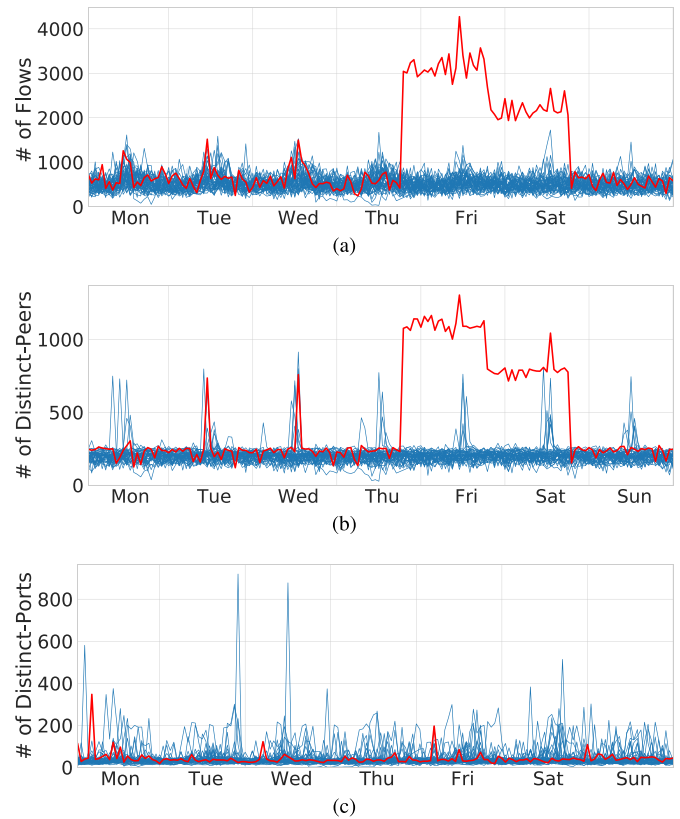 # of Flows
4000
3000
2000
1000
0
Mon Tue Wed Thu Fri Sat Sun
(a)
# of Distinct-Peers
1000
500
0
Mon Tue Wed Thu Fri Sat Sun
(b)
# of Distinct-Ports
800
600
400
200
0
Mon Tue Wed Thu Fri Sat Sun
(c)